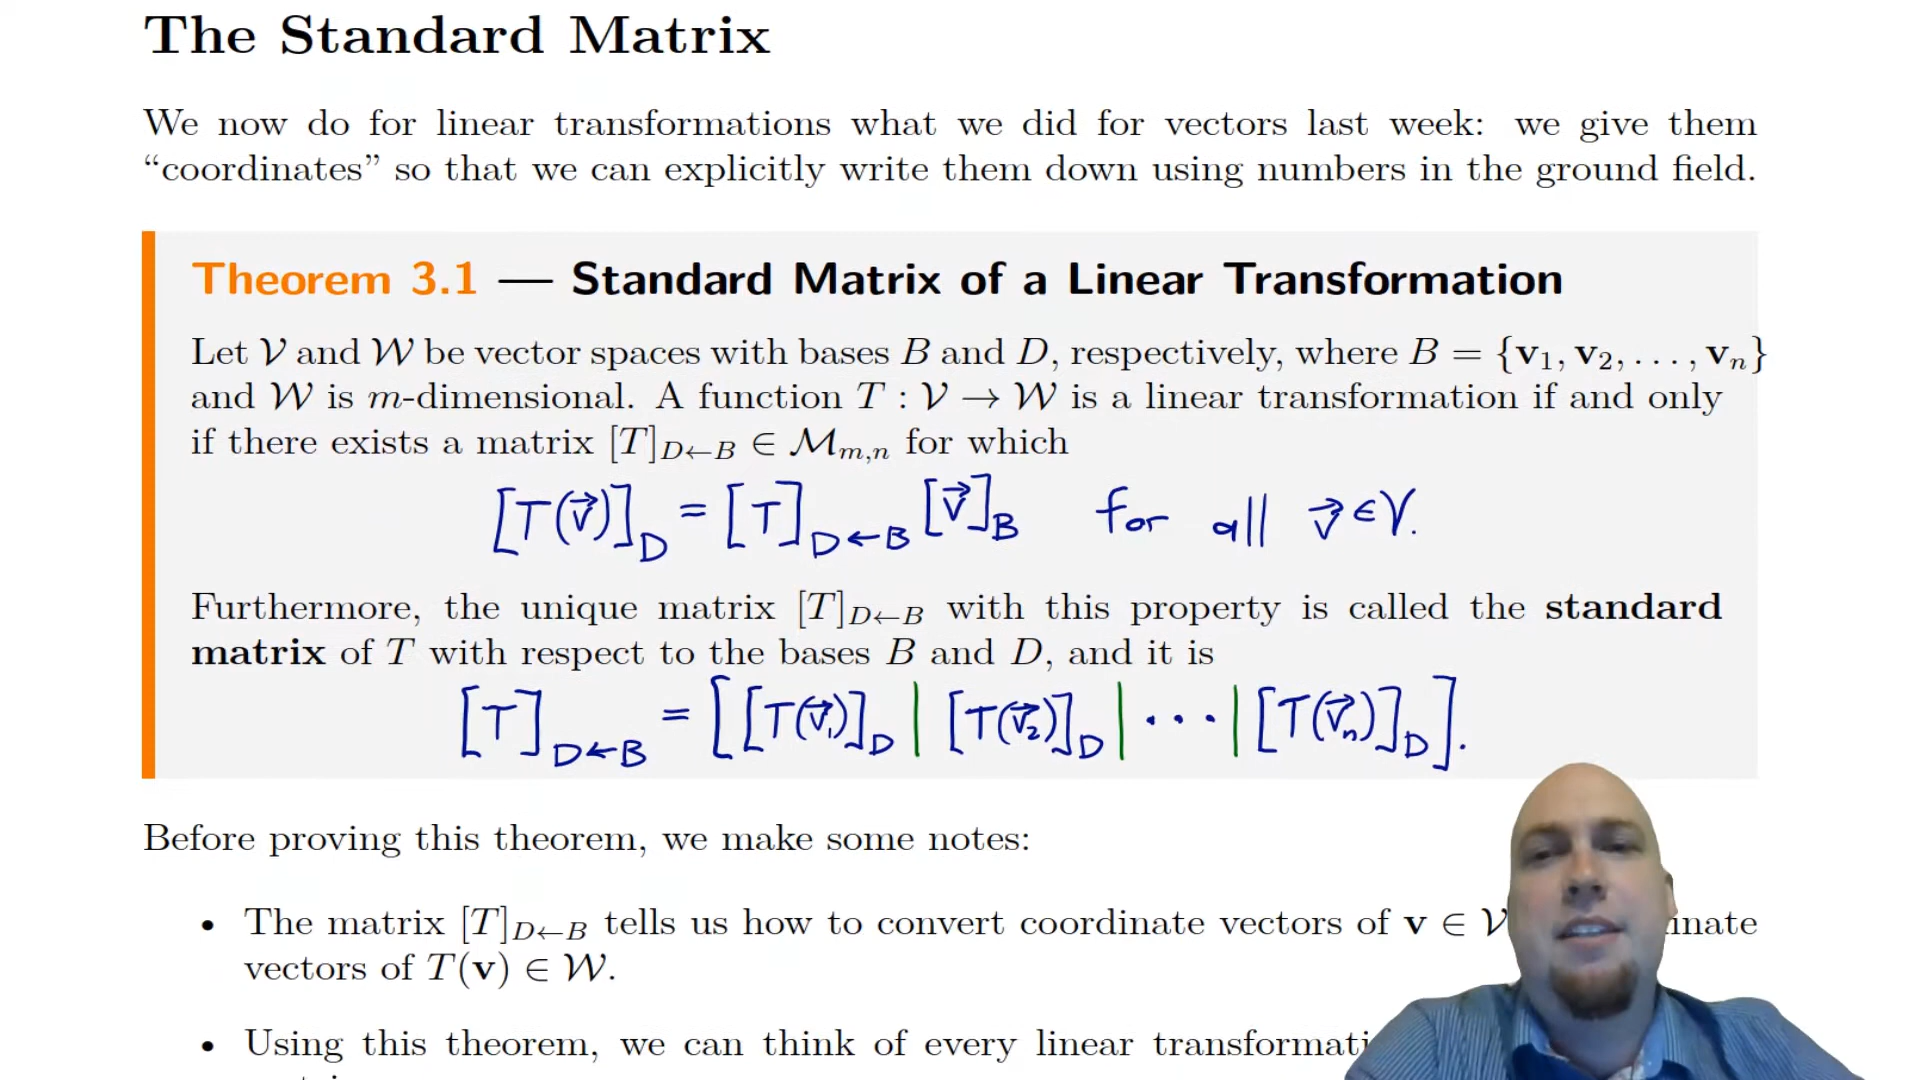 The Standard Matrix
We now do for linear transformations what we did for vectors last week: we give them
“coordinates” so that we can explicitly write them down using numbers in the ground field.
Theorem 3.1 — Standard Matrix of a Linear Transformation
Let 𝒱 and 𝒲 be vector spaces with bases B and D, respectively, where B = {v₁, v₂, . . . , vₙ}
and 𝒲 is m-dimensional. A function T : 𝒱 → 𝒲 is a linear transformation if and only
if there exists a matrix [T]_{D←B} ∈ ℳ_{m,n} for which
[T(v⃗)]_D = [T]_{D←B} [v⃗]_B for all v⃗ ∈ 𝒱.
Furthermore, the unique matrix [T]_{D←B} with this property is called the standard
matrix of T with respect to the bases B and D, and it is
[T]_{D←B} = [ [T(v⃗₁)]_D | [T(v⃗₂)]_D | ··· | [T(v⃗ₙ)]_D ].
Before proving this theorem, we make some notes:
• The matrix [T]_{D←B} tells us how to convert coordinate vectors of v ∈ 𝒱 inate
vectors of T(v) ∈ 𝒲.
• Using this theorem, we can think of every linear transformati